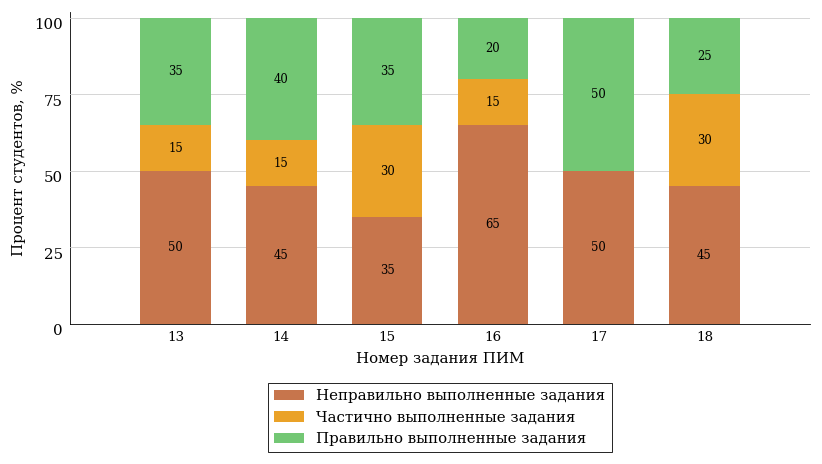 100
75
50
25
0
Процент студентов, %
35 40 35 20 50 25
15 15 30 15 30
50 45 35 65 50 45
13 14 15 16 17 18
Номер задания ПИМ
Неправильно выполненные задания
Частично выполненные задания
Правильно выполненные задания